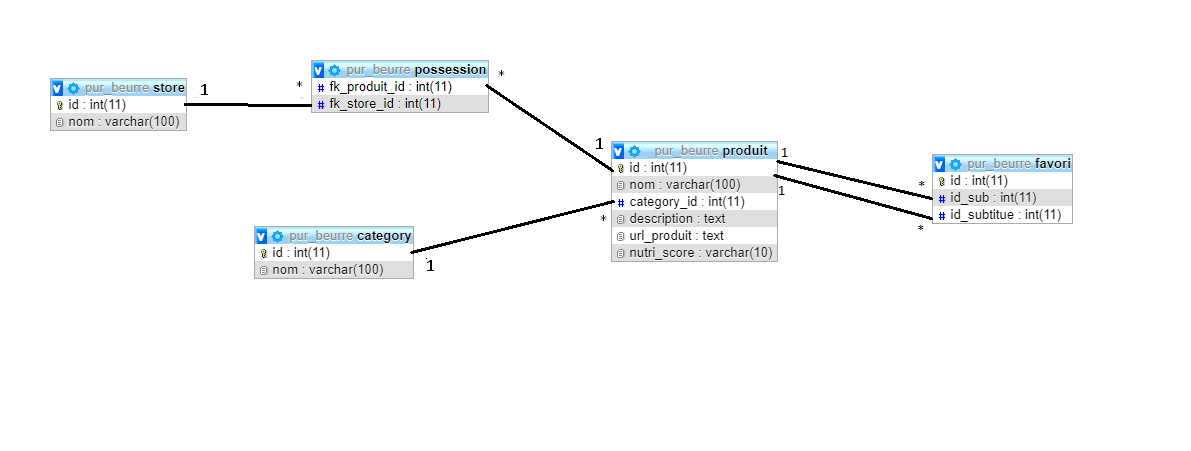 pur_beurre store
id : int(11)
nom : varchar(100)
1
*
pur_beurre possession
fk_produit_id : int(11)
fk_store_id : int(11)
*
1
pur_beurre produit
id : int(11)
nom : varchar(100)
category_id : int(11)
description : text
url_produit : text
nutri_score : varchar(10)
1
1
*
*
pur_beurre favori
id : int(11)
id_sub : int(11)
id_subtitue : int(11)
pur_beurre category
id : int(11)
nom : varchar(100)
1
*